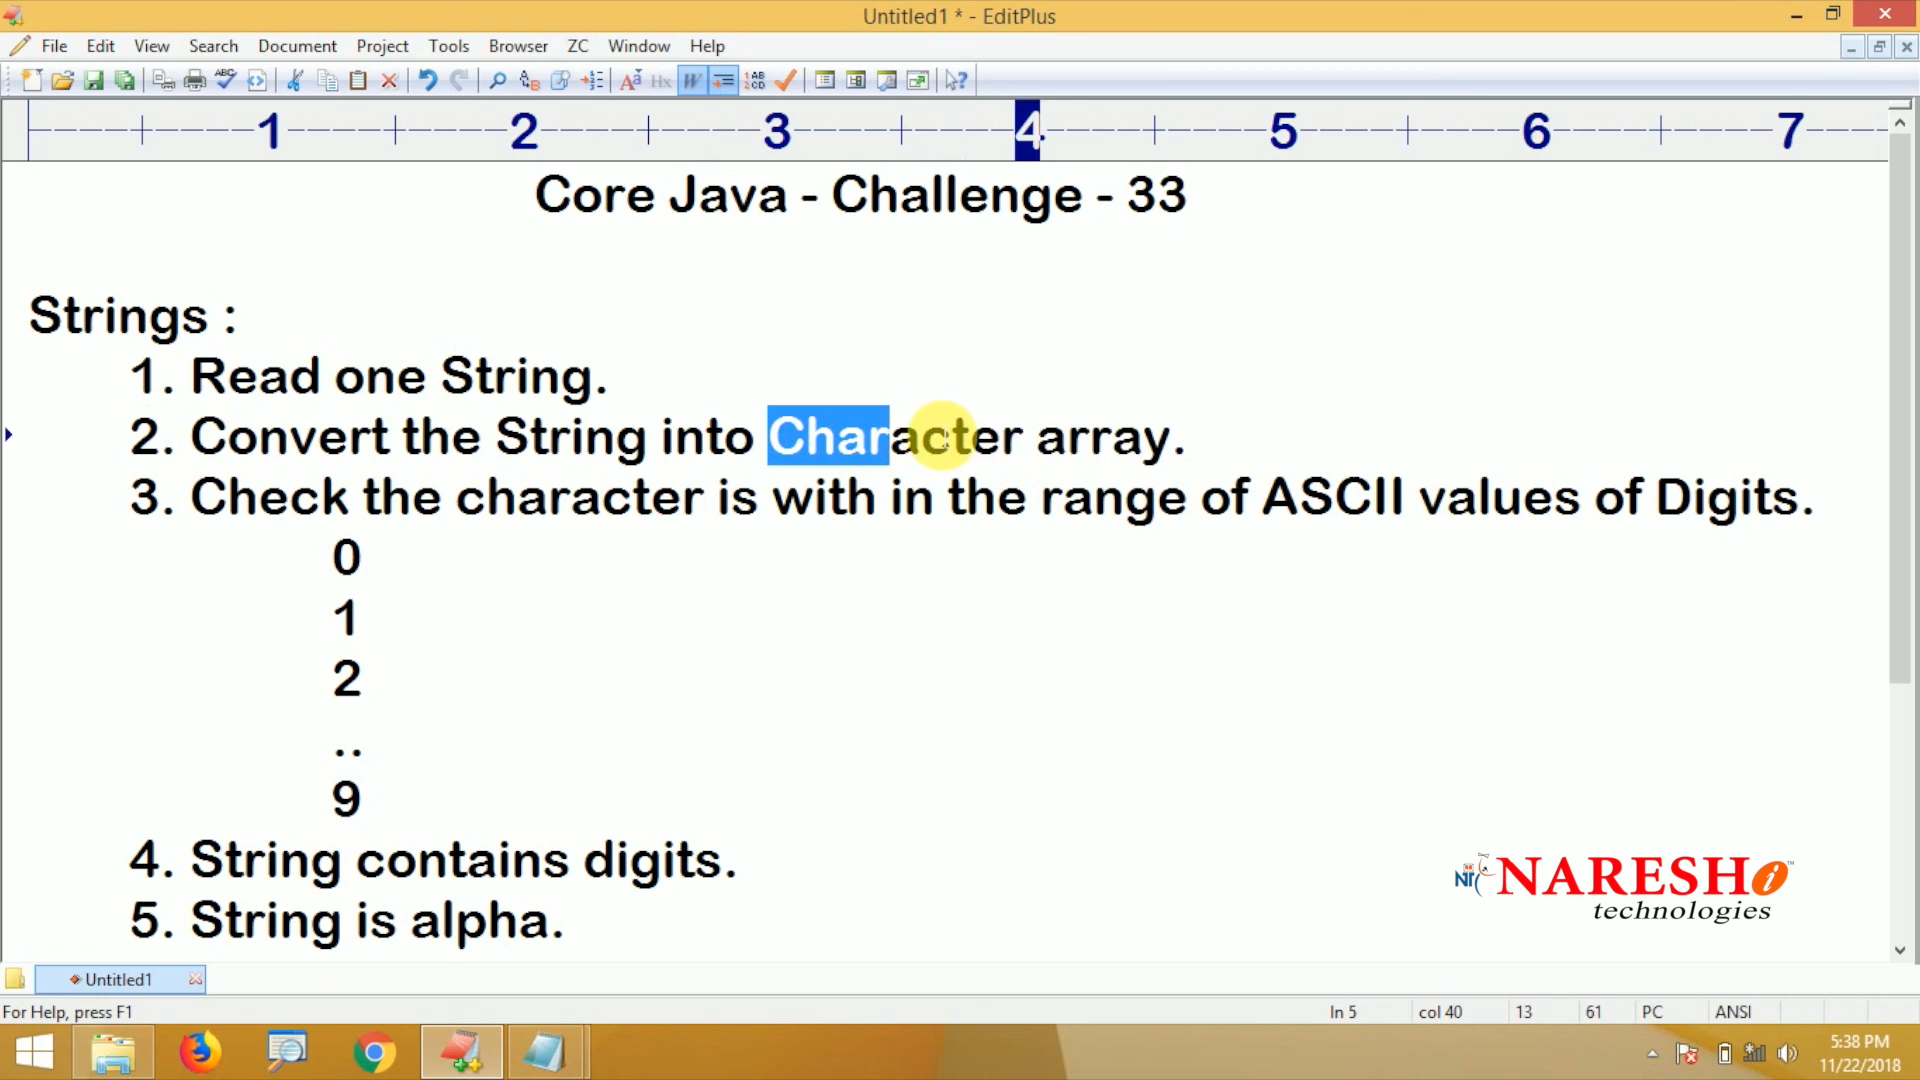 Untitled1 * - EditPlus
File Edit View Search Document Project Tools Browser ZC Window Help
1 2 3 4 5 6 7
Core Java - Challenge - 33
Strings :
1. Read one String.
2. Convert the String into Character array.
3. Check the character is with in the range of ASCII values of Digits.
0
1
2
..
9
4. String contains digits.
5. String is alpha.
NARESH i
technologies
Untitled1
For Help, press F1 ln 5 col 40 13 61 PC ANSI
5:38 PM
11/22/2018